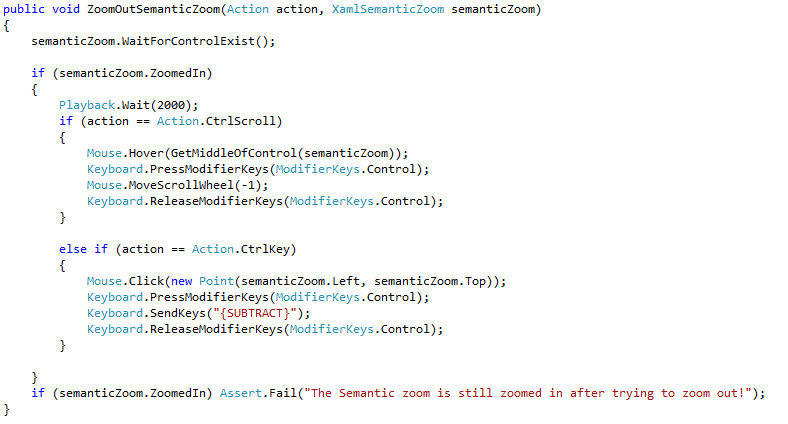 public void ZoomOutSemanticZoom(Action action, XamlSemanticZoom semanticZoom)
{
    semanticZoom.WaitForControlExist();

    if (semanticZoom.ZoomedIn)
    {
        Playback.Wait(2000);
        if (action == Action.CtrlScroll)
        {
            Mouse.Hover(GetMiddleOfControl(semanticZoom));
            Keyboard.PressModifierKeys(ModifierKeys.Control);
            Mouse.MoveScrollWheel(-1);
            Keyboard.ReleaseModifierKeys(ModifierKeys.Control);
        }

        else if (action == Action.CtrlKey)
        {
            Mouse.Click(new Point(semanticZoom.Left, semanticZoom.Top));
            Keyboard.PressModifierKeys(ModifierKeys.Control);
            Keyboard.SendKeys("{SUBTRACT}");
            Keyboard.ReleaseModifierKeys(ModifierKeys.Control);
        }

    }
    if (semanticZoom.ZoomedIn) Assert.Fail("The Semantic zoom is still zoomed in after trying to zoom out!");
}